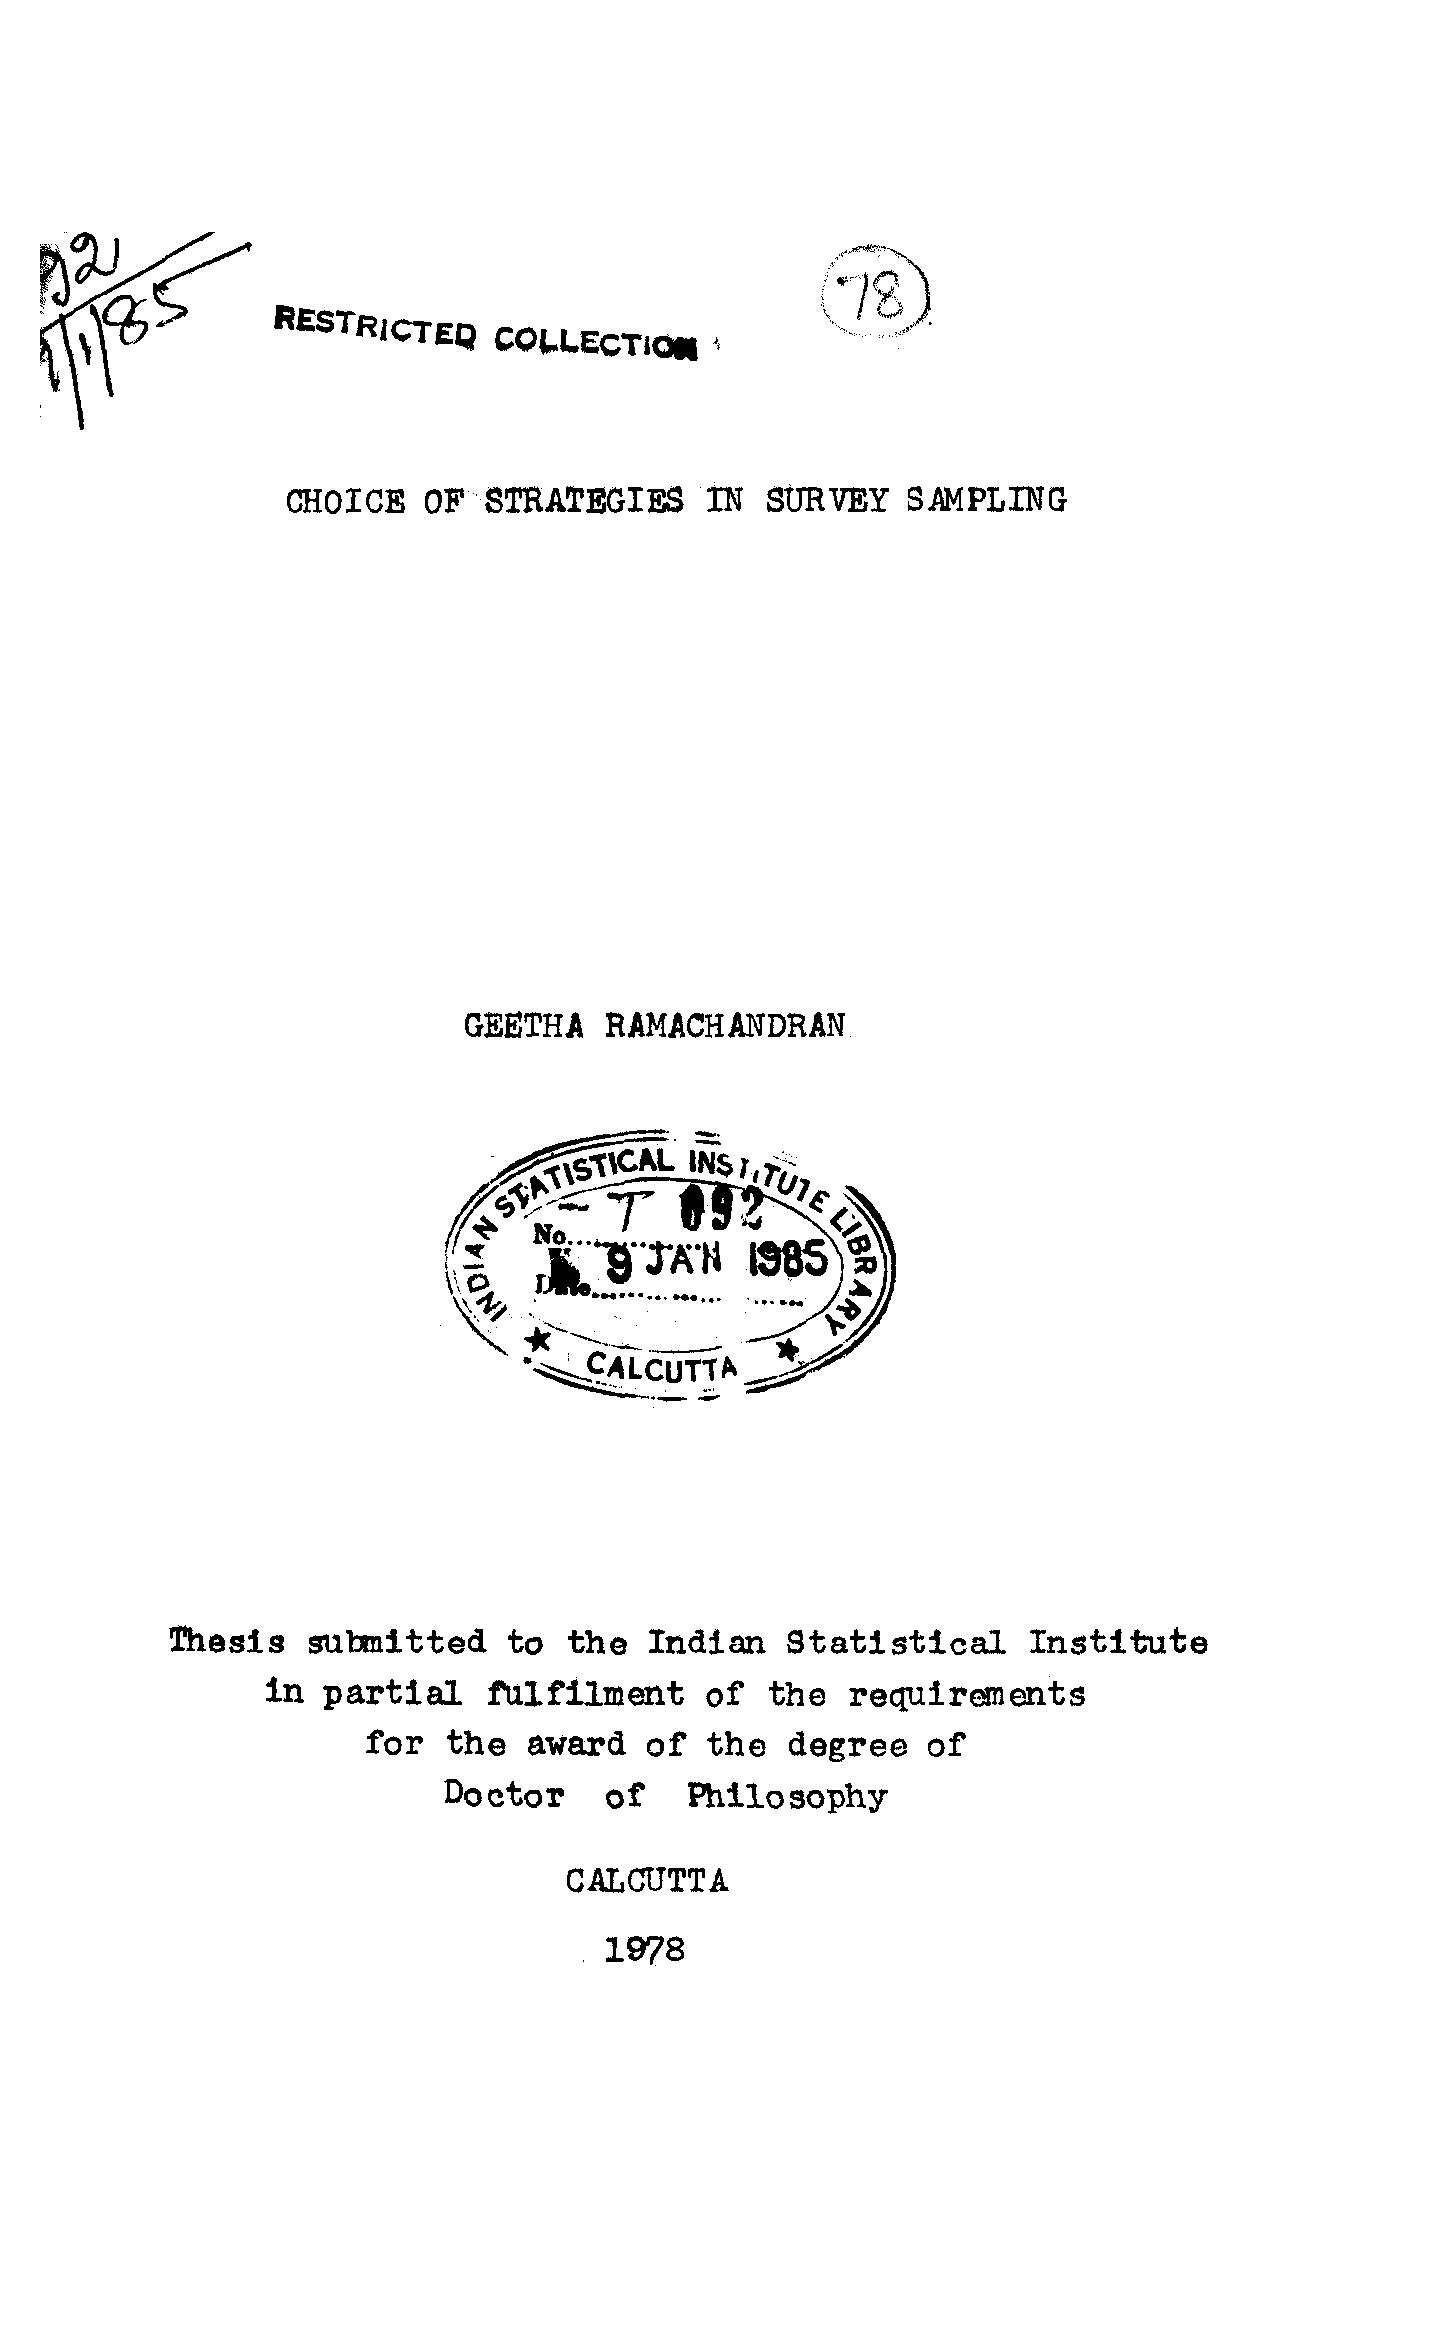 92
1/85
78
RESTRICTED COLLECTION
CHOICE OF STRATEGIES IN SURVEY SAMPLING
GEETHA RAMACHANDRAN
INDIAN STATISTICAL INSTITUTE LIBRARY
No. T 092
Date 9 JAN 1985
★ CALCUTTA ★
Thesis submitted to the Indian Statistical Institute
in partial fulfilment of the requirements
for the award of the degree of
Doctor of Philosophy
CALCUTTA
1978